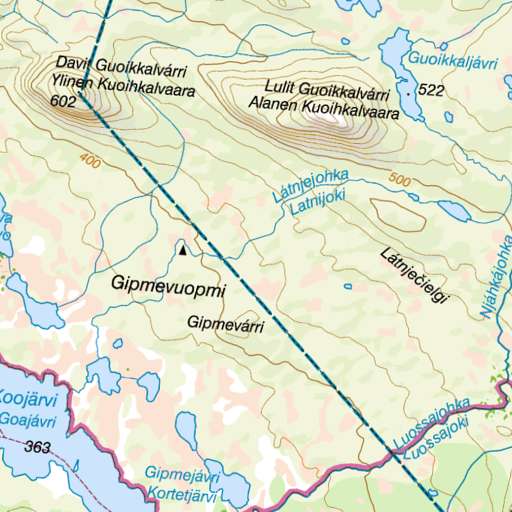 Davit Guoikkalvárri
Ylinen Kuoihkalvaara
602
Lulit Guoikkalvárri
Alanen Kuoihkalvaara
Guoikkaljávri
522
400
500
Látnjejohka
Latnijoki
Látnječielgi
Njáhkájohka
Gipmevuopmi
Gipmevárri
Koojärvi
Goajávri
363
Luossajohka
Luossajoki
Gipmejávri
Kortetjärvi